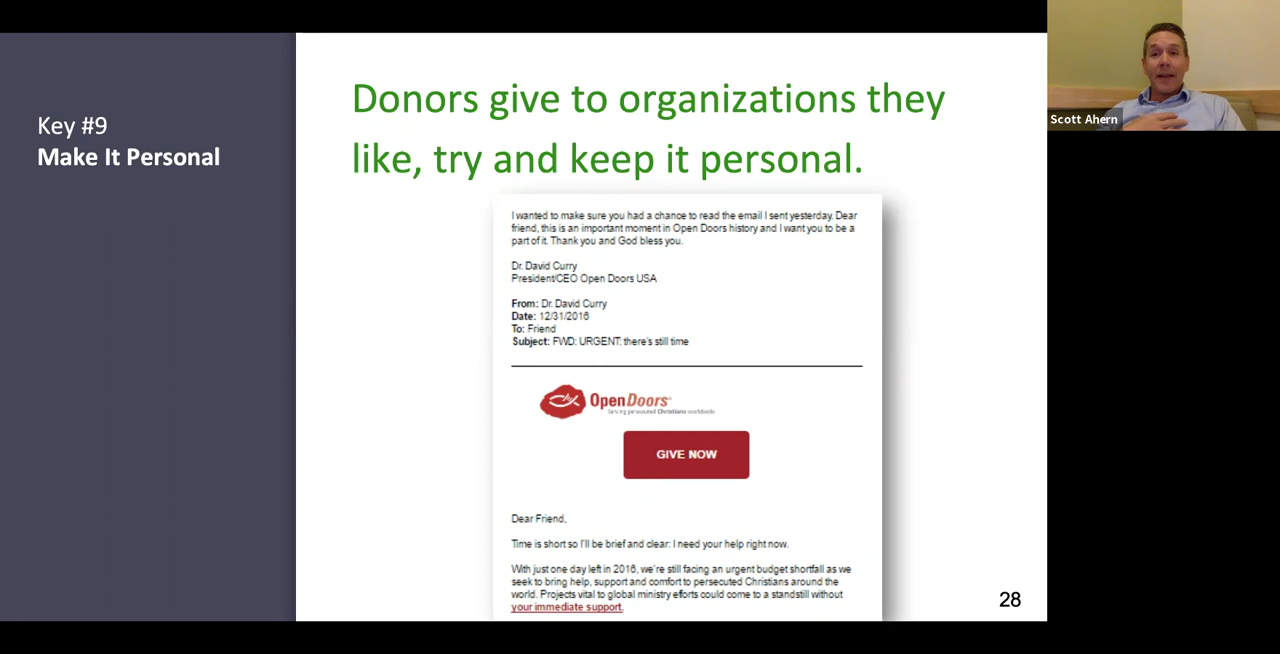 Key #9
Make It Personal
Donors give to organizations they
like, try and keep it personal.
Scott Ahern
I wanted to make sure you had a chance to read the email I sent yesterday. Dear
friend, this is an important moment in Open Doors history and I want you to be a
part of it. Thank you and God bless you.
Dr. David Curry
President/CEO Open Doors USA
From: Dr. David Curry
Date: 12/31/2016
To: Friend
Subject: FWD: URGENT: there's still time
OpenDoors
Serving persecuted Christians worldwide
GIVE NOW
Dear Friend,
Time is short so I'll be brief and clear: I need your help right now.
With just one day left in 2016, we're still facing an urgent budget shortfall as we
seek to bring help, support and comfort to persecuted Christians around the
world. Projects vital to global ministry efforts could come to a standstill without
your immediate support.
28